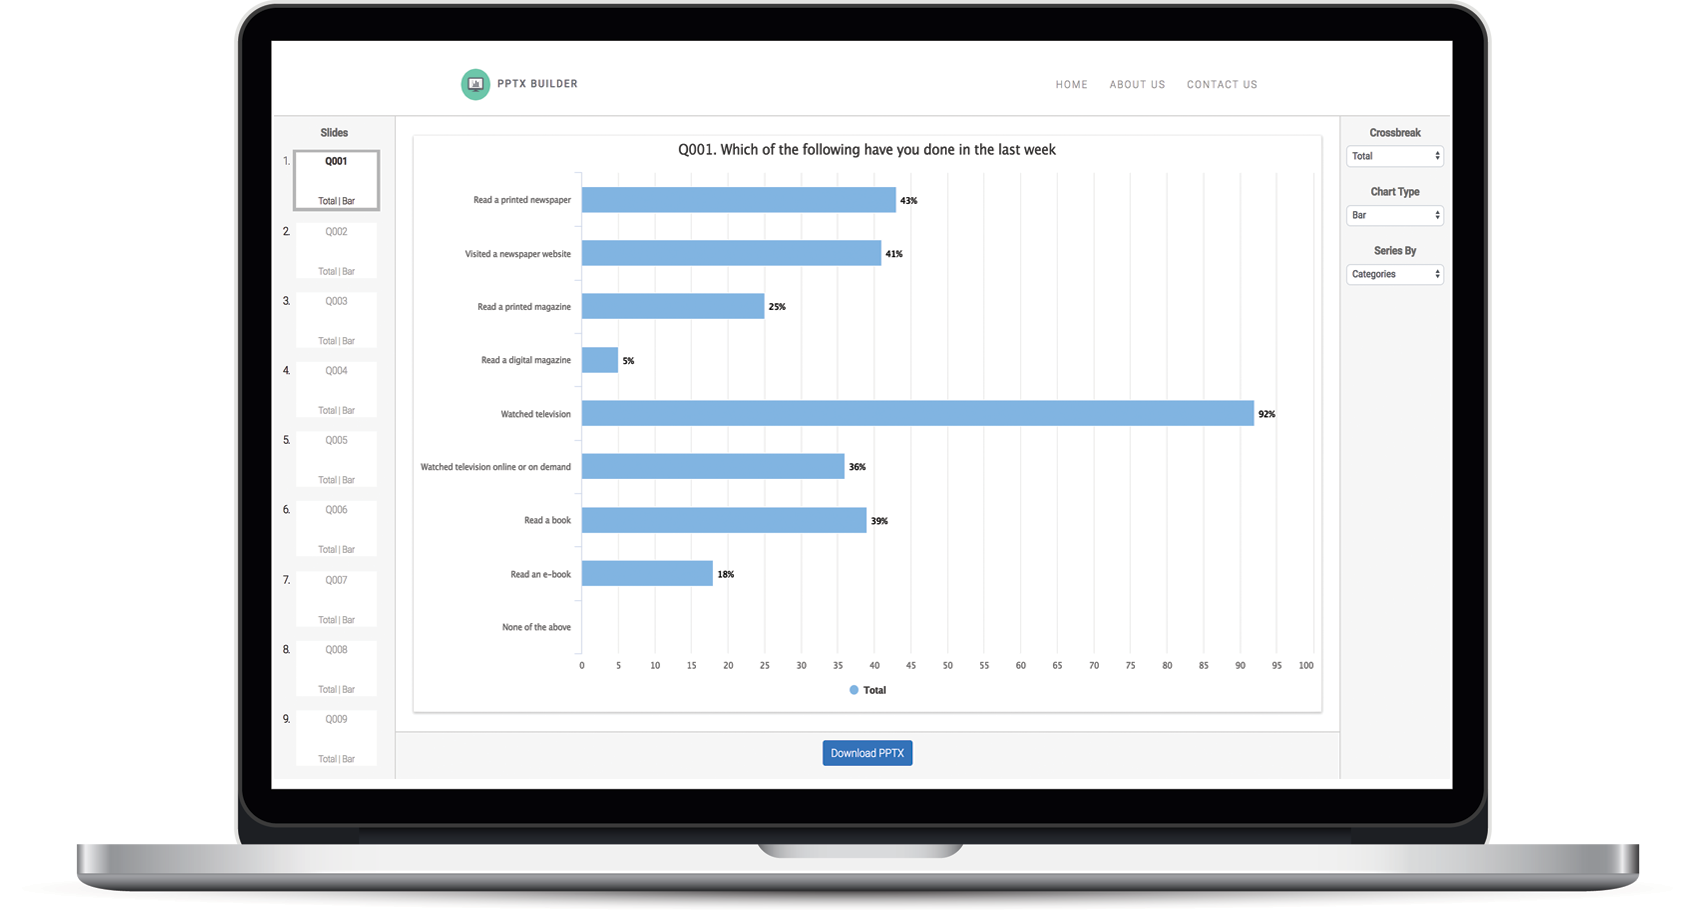 PPTX BUILDER
HOME ABOUT US CONTACT US
Slides
1. Q001
Total | Bar
2. Q002
Total | Bar
3. Q003
Total | Bar
4. Q004
Total | Bar
5. Q005
Total | Bar
6. Q006
Total | Bar
7. Q007
Total | Bar
8. Q008
Total | Bar
9. Q009
Total | Bar
Q001. Which of the following have you done in the last week
Read a printed newspaper 43%
Visited a newspaper website 41%
Read a printed magazine 25%
Read a digital magazine 5%
Watched television 92%
Watched television online or on demand 36%
Read a book 39%
Read an e-book 18%
None of the above
0 5 10 15 20 25 30 35 40 45 50 55 60 65 70 75 80 85 90 95 100
Total
Download PPTX
Crossbreak
Total
Chart Type
Bar
Series By
Categories